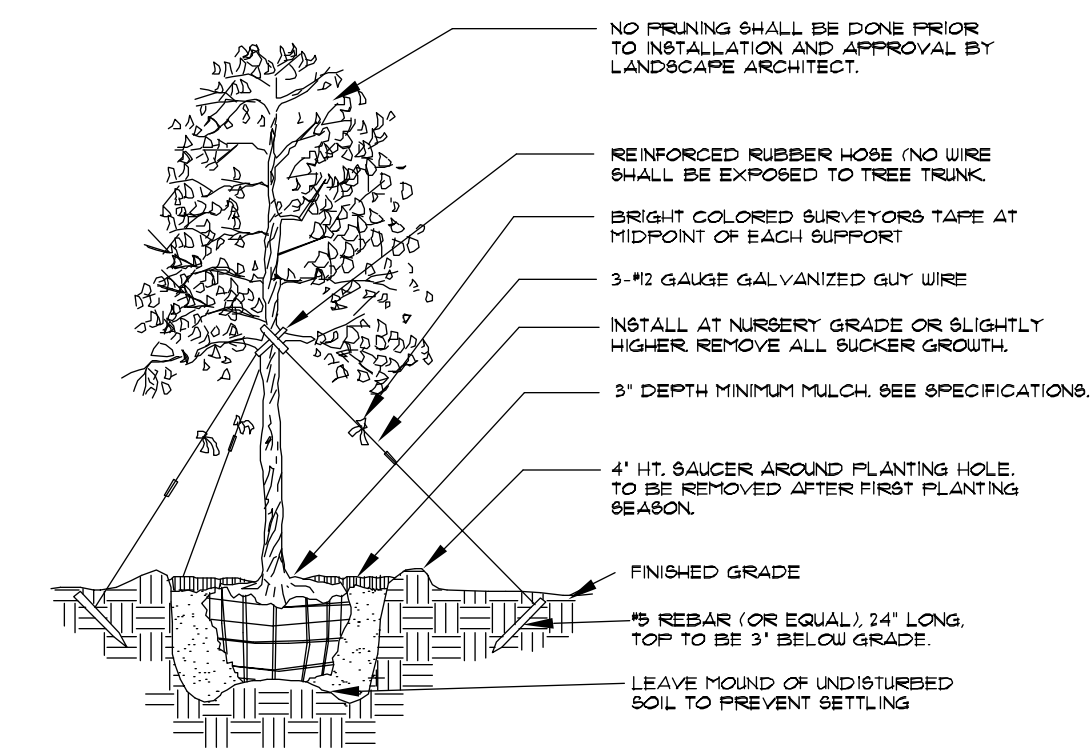 NO PRUNING SHALL BE DONE PRIOR
TO INSTALLATION AND APPROVAL BY
LANDSCAPE ARCHITECT.
REINFORCED RUBBER HOSE (NO WIRE
SHALL BE EXPOSED TO TREE TRUNK.
BRIGHT COLORED SURVEYORS TAPE AT
MIDPOINT OF EACH SUPPORT
3-#12 GAUGE GALVANIZED GUY WIRE
INSTALL AT NURSERY GRADE OR SLIGHTLY
HIGHER. REMOVE ALL SUCKER GROWTH.
3" DEPTH MINIMUM MULCH. SEE SPECIFICATIONS.
4" HT. SAUCER AROUND PLANTING HOLE.
TO BE REMOVED AFTER FIRST PLANTING
SEASON.
FINISHED GRADE
#5 REBAR (OR EQUAL), 24" LONG,
TOP TO BE 3" BELOW GRADE.
LEAVE MOUND OF UNDISTURBED
SOIL TO PREVENT SETTLING